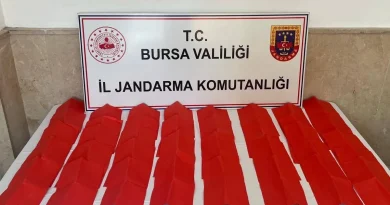 T.C.
BURSA VALİLİĞİ
İL JANDARMA KOMUTANLIĞI